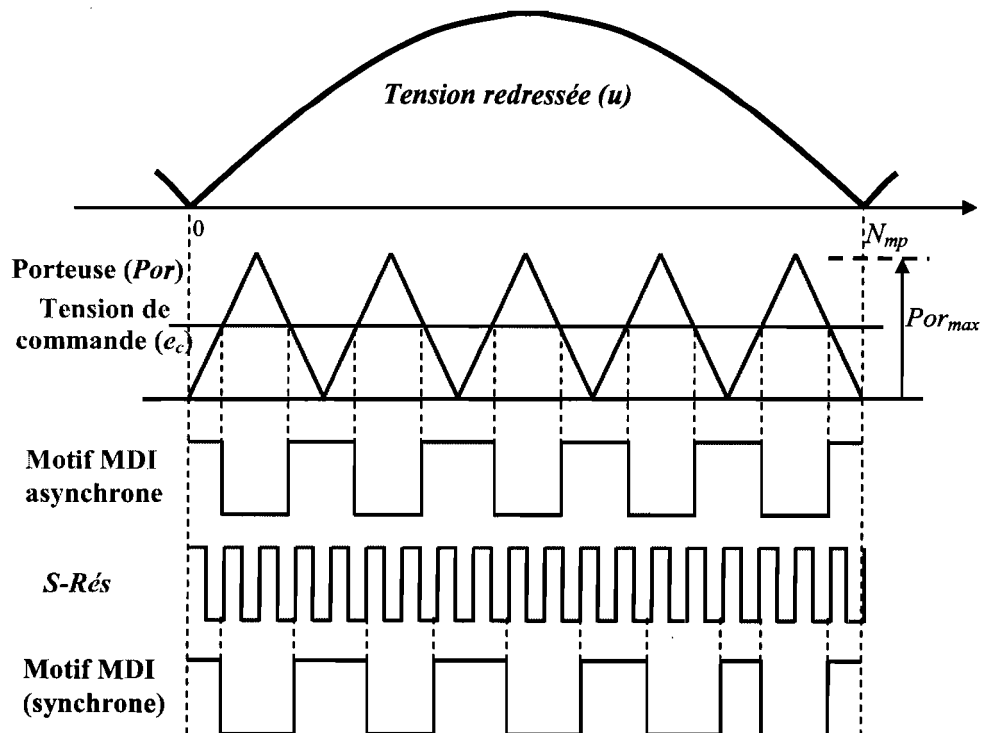 Tension redressée (u)
0
N_mp
Porteuse (Por)
Tension de
commande (e_c)
Por_max
Motif MDI
asynchrone
S-Rés
Motif MDI
(synchrone)